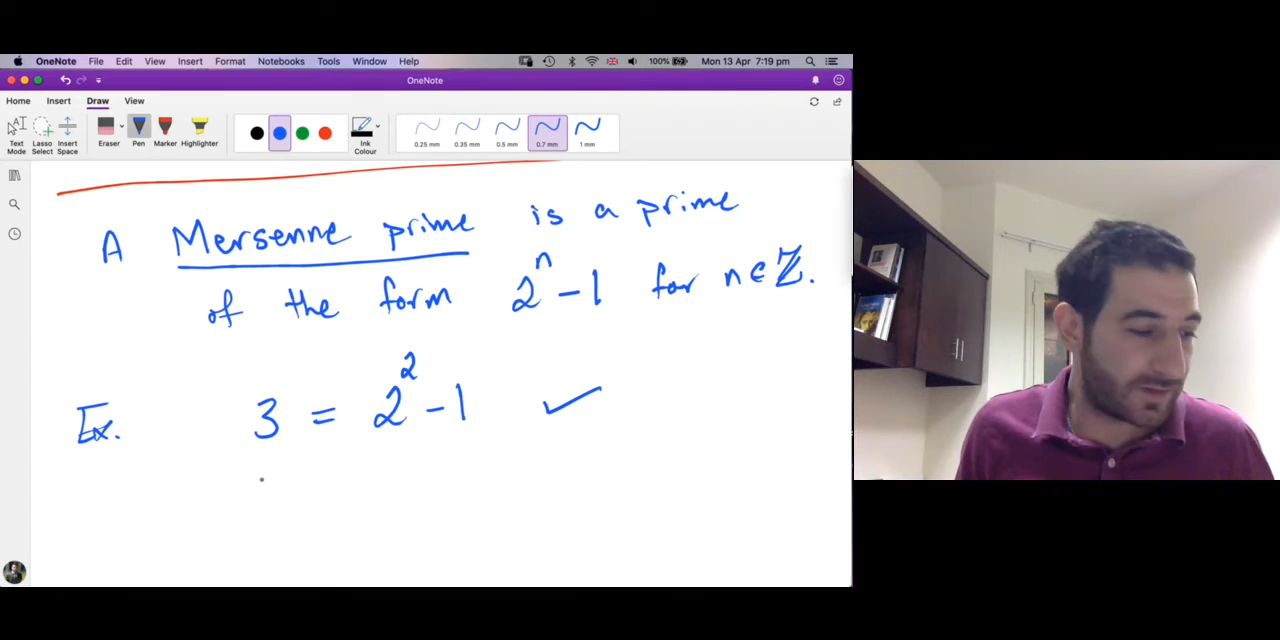 OneNote File Edit View Insert Format Notebooks Tools Window Help 100% Mon 13 Apr 7:19 pm
OneNote
Home Insert Draw View
Text Mode Lasso Select Insert Space Eraser Pen Marker Highlighter Ink Colour 0.25 mm 0.35 mm 0.5 mm 0.7 mm 1 mm
A Mersenne prime is a prime
of the form 2ⁿ - 1 for n ∈ ℤ.
Ex. 3 = 2² - 1 ✓